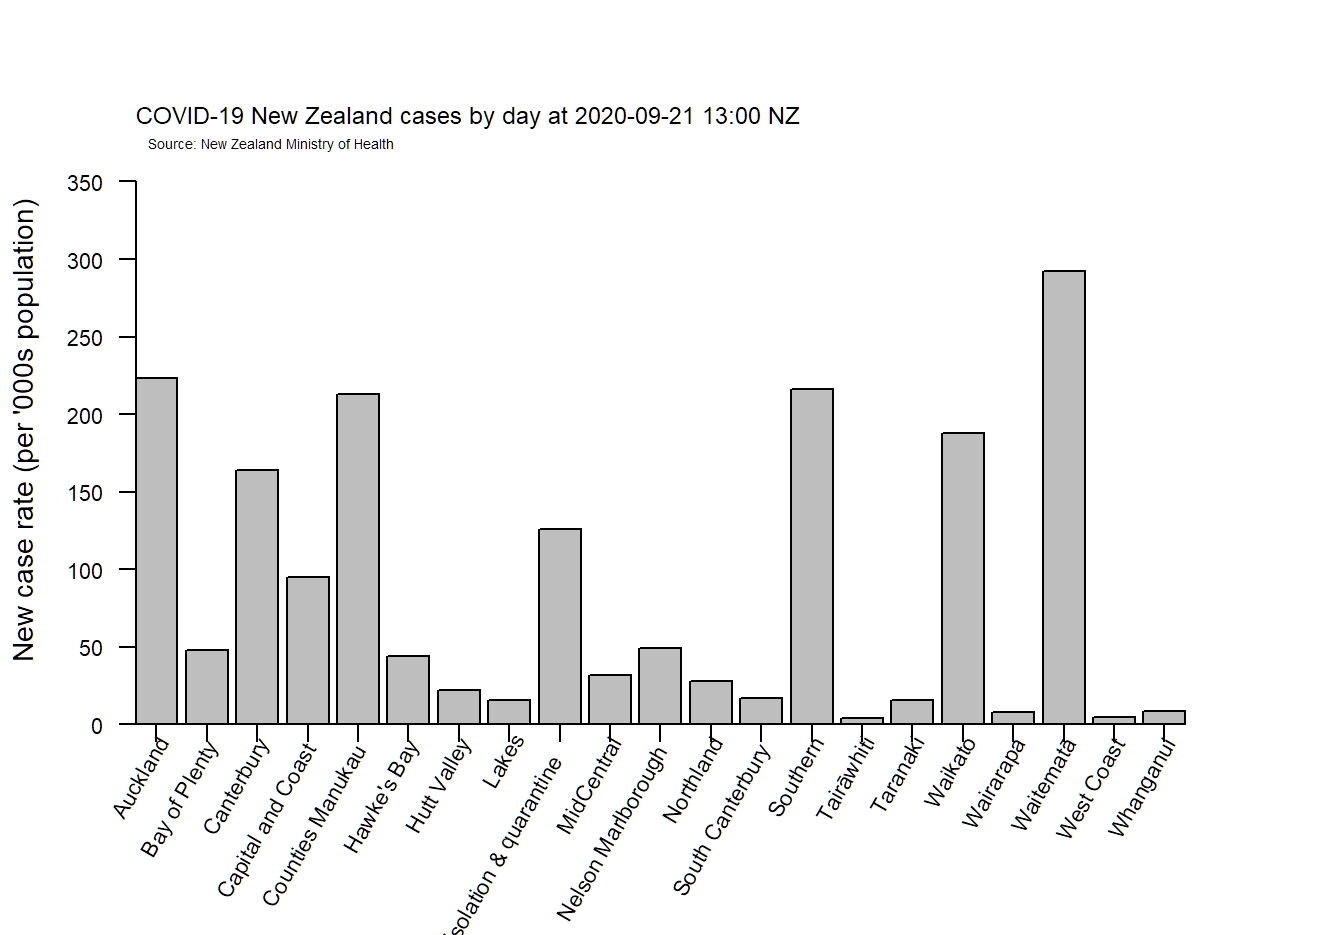 COVID-19 New Zealand cases by day at 2020-09-21 13:00 NZ
Source: New Zealand Ministry of Health
New case rate (per '000s population)
350
300
250
200
150
100
50
0
Auckland
Bay of Plenty
Canterbury
Capital and Coast
Counties Manukau
Hawke's Bay
Hutt Valley
Lakes
solation & quarantine
MidCentral
Nelson Marlborough
Northland
South Canterbury
Southern
Tairāwhiti
Taranaki
Waikato
Wairarapa
Waitematā
West Coast
Whanganui